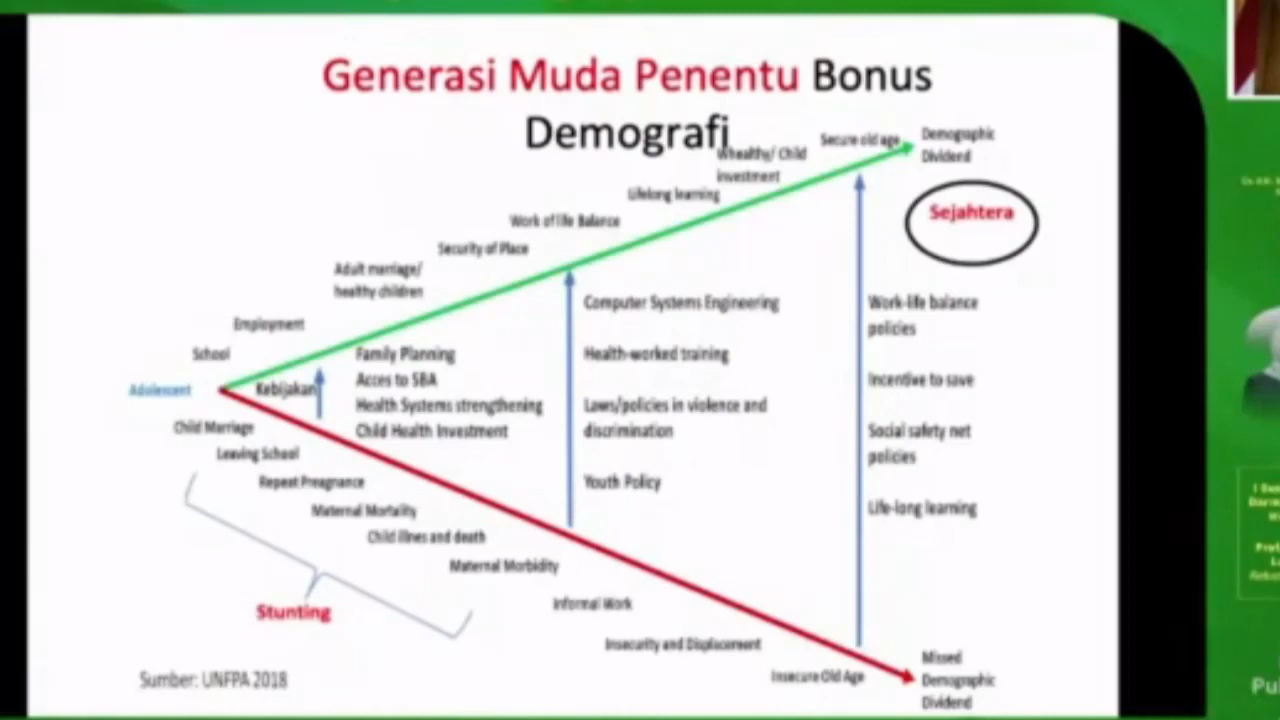 Generasi Muda Penentu Bonus
Demografi
Secure old age
Demographic
Dividend
Whealthy/ Child
investment
Lifelong learning
Work of life Balance
Security of Place
Adult marriage/
healthy children
Employment
School
Adolescent
Sejahtera
Kebijakan
Family Planning
Acces to SBA
Health Systems strengthening
Child Health Investment
Computer Systems Engineering
Health-worked training
Laws/policies in violence and
discrimination
Youth Policy
Work-life balance
policies
Incentive to save
Social safety net
policies
Life-long learning
Child Marriage
Leaving School
Repeat Preagnance
Maternal Mortality
Child illnes and death
Maternal Morbidity
Informal Work
Insecurity and Displacement
Insecure Old Age
Missed
Demographic
Dividend
Stunting
Sumber: UNFPA 2018